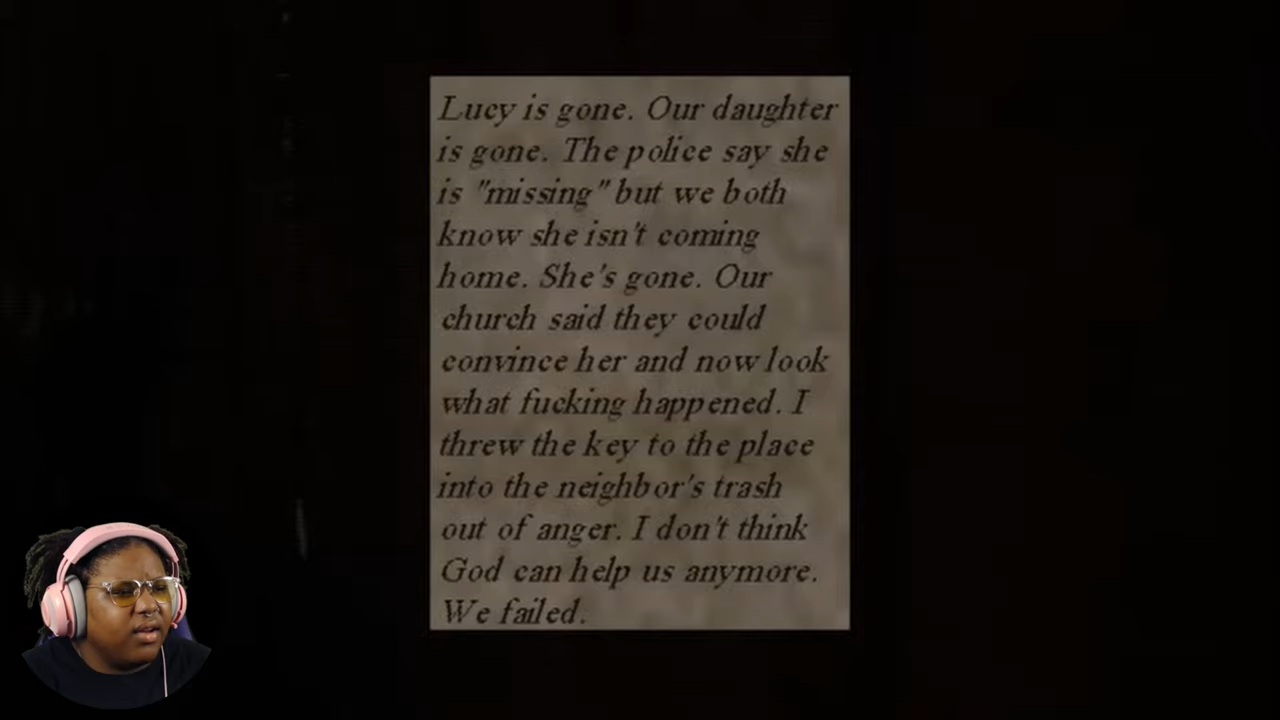 Lucy is gone. Our daughter
is gone. The police say she
is "missing" but we both
know she isn't coming
home. She's gone. Our
church said they could
convince her and now look
what fucking happened. I
threw the key to the place
into the neighbor's trash
out of anger. I don't think
God can help us anymore.
We failed.